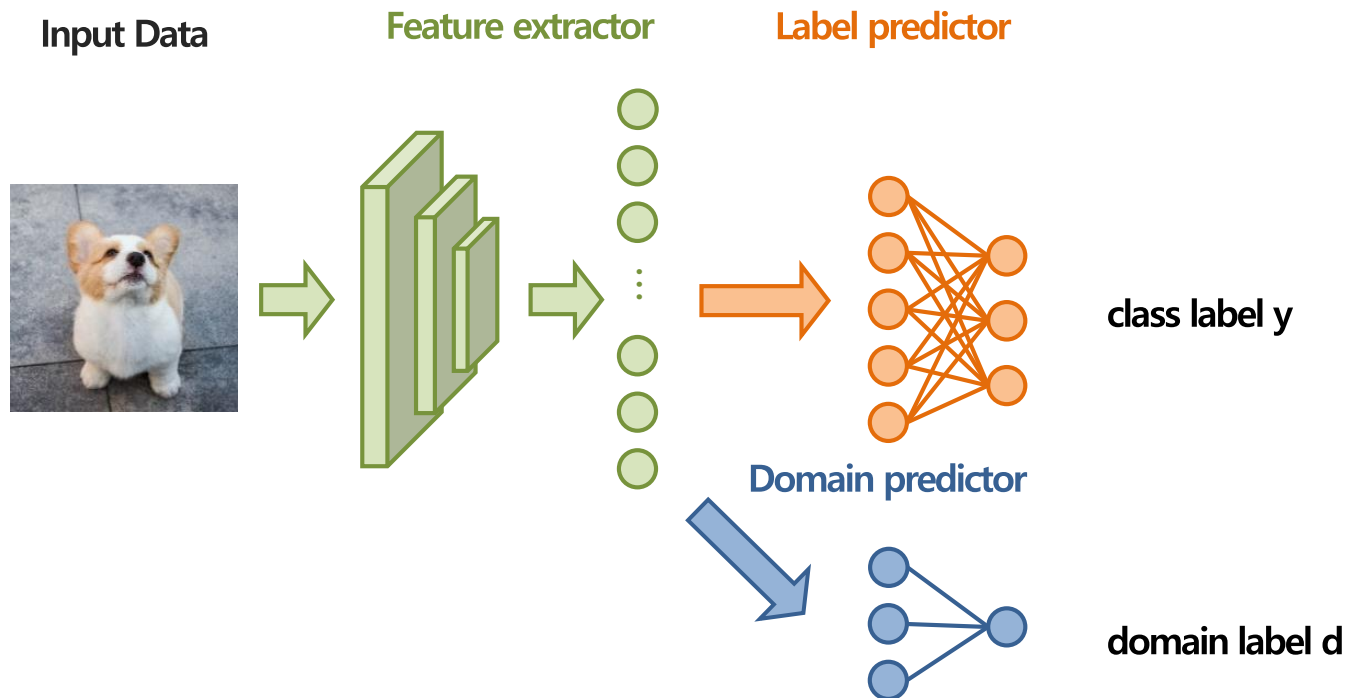 Input Data
Feature extractor
Label predictor
class label y
Domain predictor
domain label d